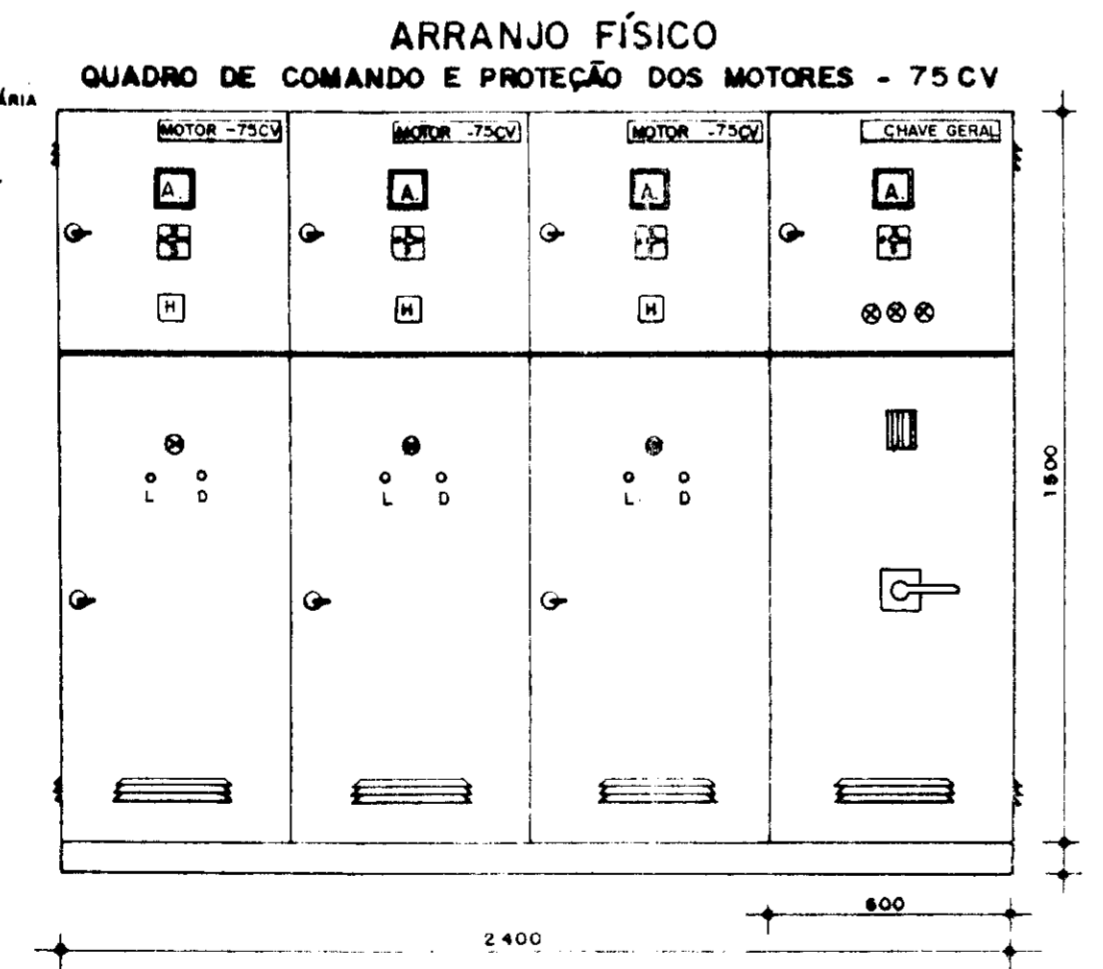 ARRANJO FÍSICO
QUADRO DE COMANDO E PROTEÇÃO DOS MOTORES - 75 CV
ÁRIA
MOTOR -75CV MOTOR -75CV MOTOR -75CV CHAVE GERAL
A. A. A. A.
H H H
L D L D L. D
1500
600
2400